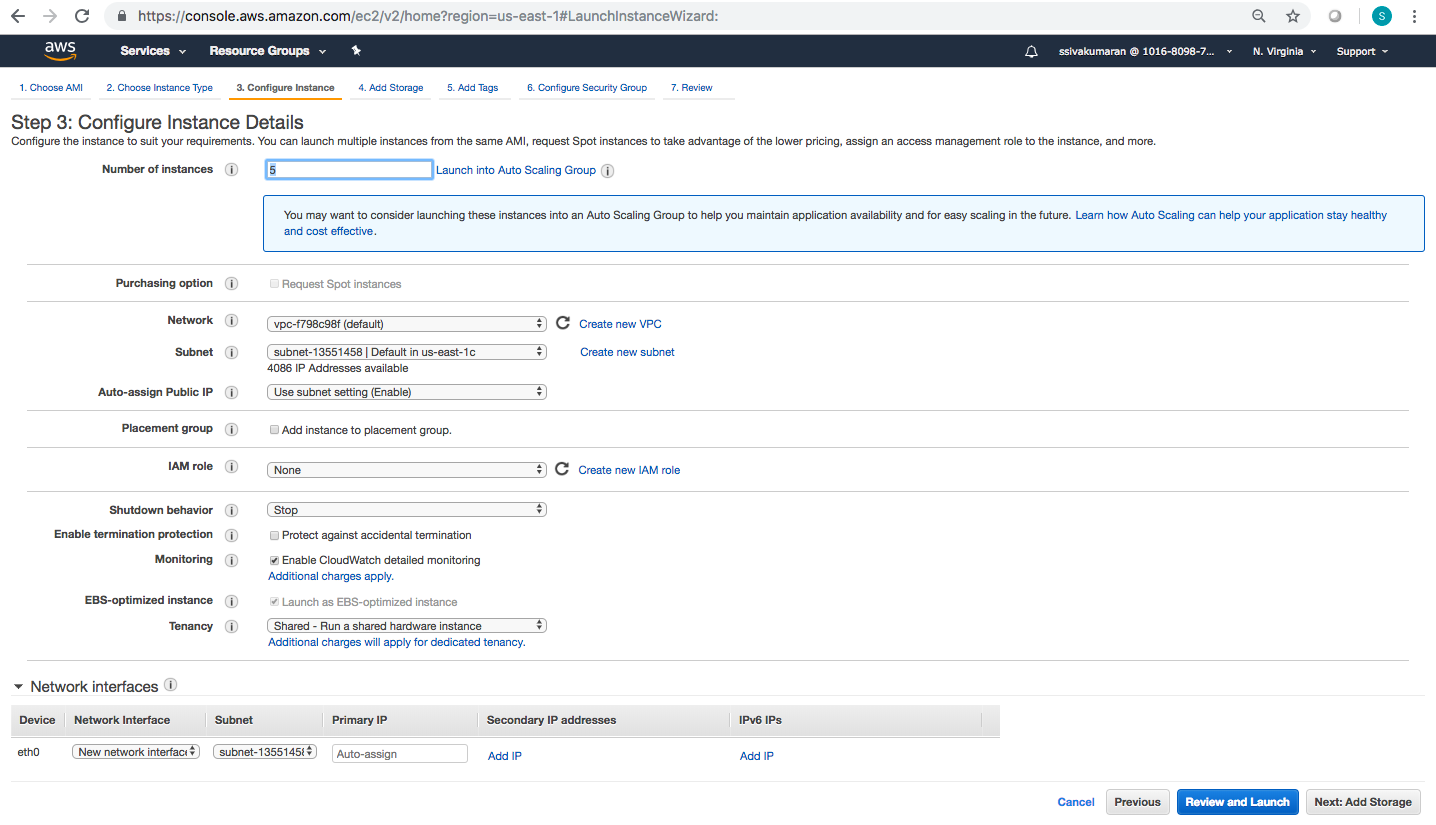 https://console.aws.amazon.com/ec2/v2/home?region=us-east-1#LaunchInstanceWizard:
S
aws
Services
Resource Groups
ssivakumaran @ 1016-8098-7...
N. Virginia
Support
1. Choose AMI
2. Choose Instance Type
3. Configure Instance
4. Add Storage
5. Add Tags
6. Configure Security Group
7. Review
Step 3: Configure Instance Details
Configure the instance to suit your requirements. You can launch multiple instances from the same AMI, request Spot instances to take advantage of the lower pricing, assign an access management role to the instance, and more.
Number of instances
5
Launch into Auto Scaling Group
You may want to consider launching these instances into an Auto Scaling Group to help you maintain application availability and for easy scaling in the future. Learn how Auto Scaling can help your application stay healthy
and cost effective.
Purchasing option
Request Spot instances
Network
vpc-f798c98f (default)
Create new VPC
Subnet
subnet-13551458 | Default in us-east-1c
Create new subnet
4086 IP Addresses available
Auto-assign Public IP
Use subnet setting (Enable)
Placement group
Add instance to placement group.
IAM role
None
Create new IAM role
Shutdown behavior
Stop
Enable termination protection
Protect against accidental termination
Monitoring
Enable CloudWatch detailed monitoring
Additional charges apply.
EBS-optimized instance
Launch as EBS-optimized instance
Tenancy
Shared - Run a shared hardware instance
Additional charges will apply for dedicated tenancy.
Network interfaces
Device
Network Interface
Subnet
Primary IP
Secondary IP addresses
IPv6 IPs
eth0
New network interface
subnet-13551458
Auto-assign
Add IP
Add IP
Cancel
Previous
Review and Launch
Next: Add Storage